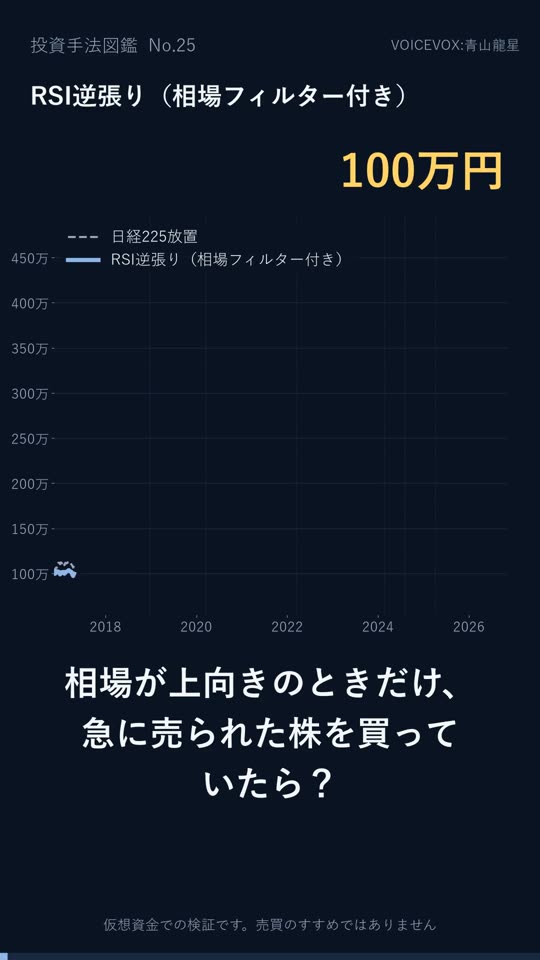 投資手法図鑑 No.25
VOICEVOX:青山龍星
RSI逆張り（相場フィルター付き）
100万円
日経225放置
RSI逆張り（相場フィルター付き）
450万
400万
350万
300万
250万
200万
150万
100万
2018 2020 2022 2024 2026
相場が上向きのときだけ、
急に売られた株を買って
いたら？
仮想資金での検証です。売買のすすめではありません